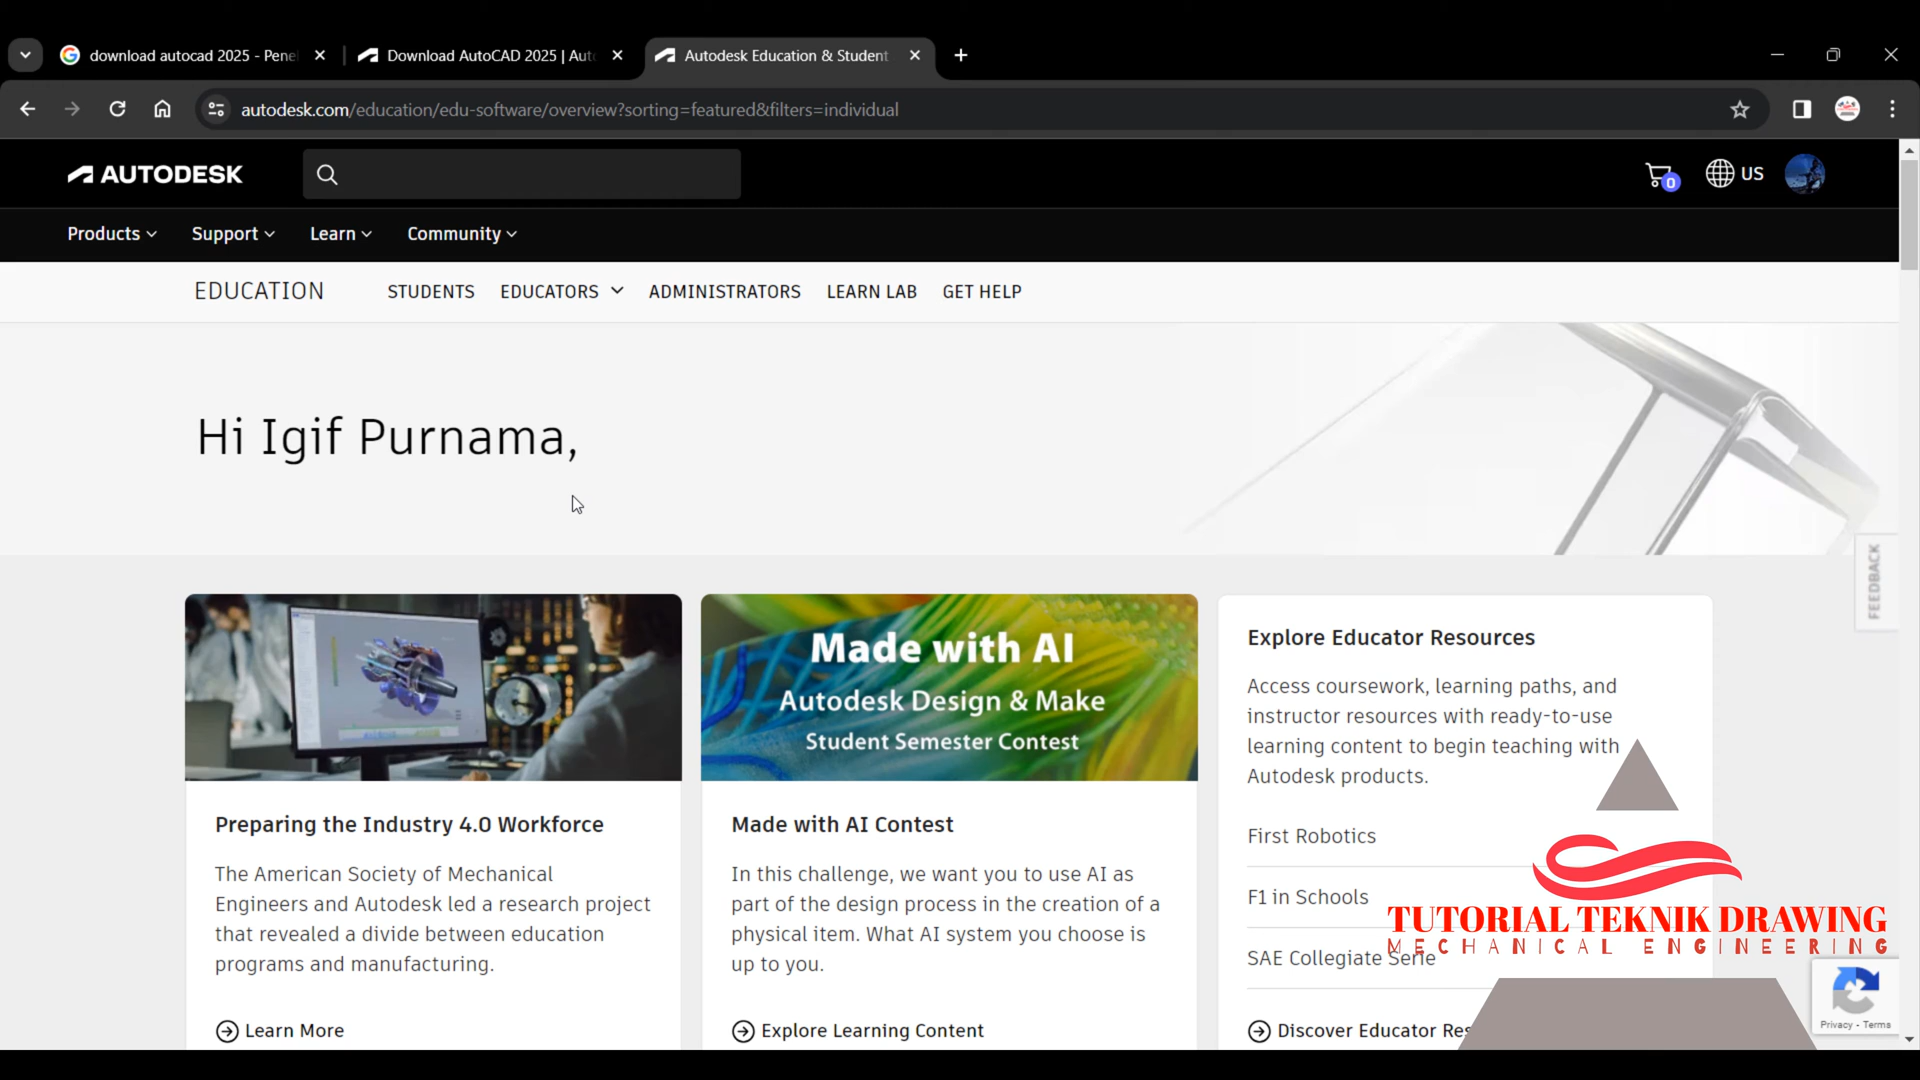 download autocad 2025 - Pene
Download AutoCAD 2025 | Aut
Autodesk Education & Student
autodesk.com/education/edu-software/overview?sorting=featured&filters=individual
AUTODESK
0
US
Products
Support
Learn
Community
EDUCATION
STUDENTS
EDUCATORS
ADMINISTRATORS
LEARN LAB
GET HELP
Hi Igif Purnama,
FEEDBACK
Made with AI
Autodesk Design & Make
Student Semester Contest
Preparing the Industry 4.0 Workforce
The American Society of Mechanical
Engineers and Autodesk led a research project
that revealed a divide between education
programs and manufacturing.
Learn More
Made with AI Contest
In this challenge, we want you to use AI as
part of the design process in the creation of a
physical item. What AI system you choose is
up to you.
Explore Learning Content
Explore Educator Resources
Access coursework, learning paths, and
instructor resources with ready-to-use
learning content to begin teaching with
Autodesk products.
First Robotics
F1 in Schools
SAE Collegiate Serie
Discover Educator Res
TUTORIAL TEKNIK DRAWING
MECHANICAL ENGINEERING
Privacy - Terms